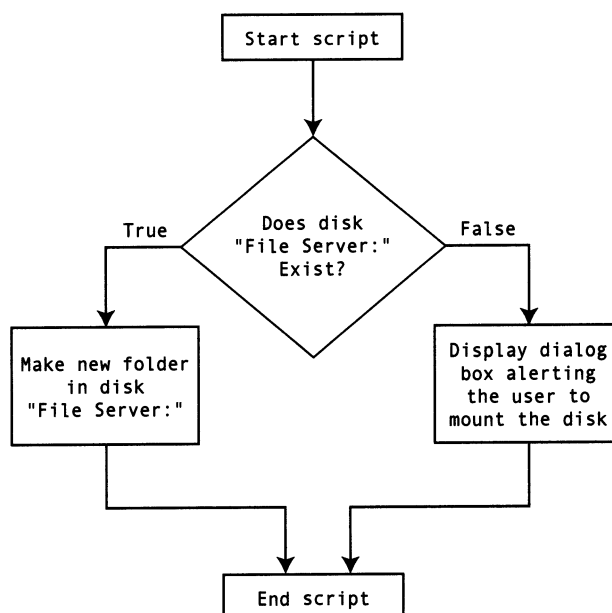 Start script
Does disk
"File Server:"
Exist?
True
False
Make new folder
in disk
"File Server:"
Display dialog
box alerting
the user to
mount the disk
End script